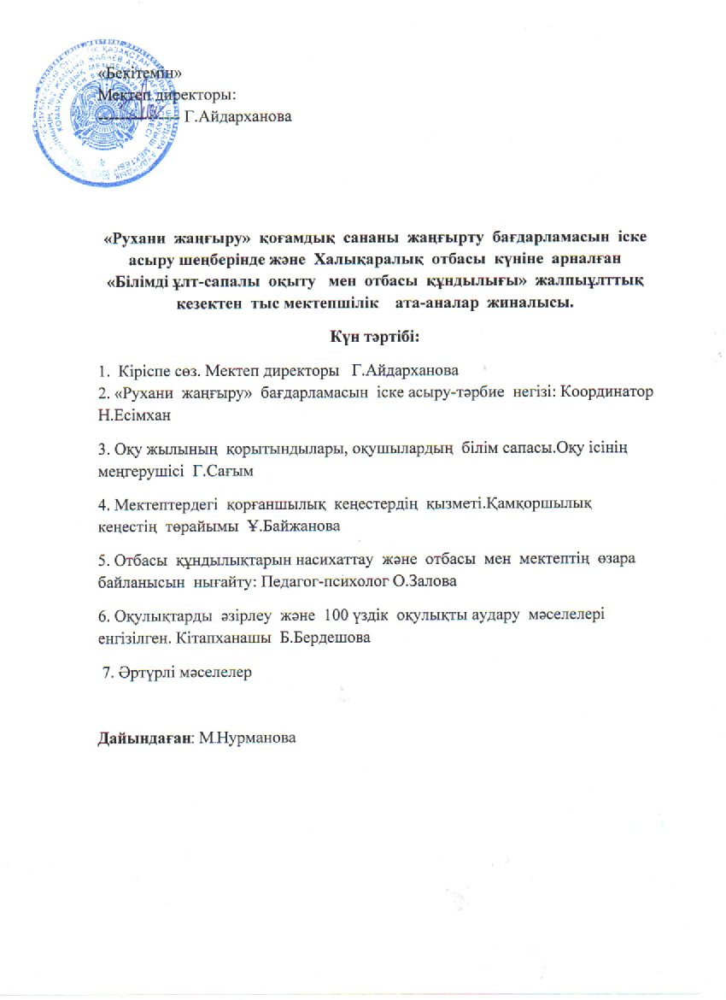 «Бекітемін»
Мектеп директоры:
--------------- Г.Айдарханова
«Рухани жаңғыру» қоғамдық сананы жаңғырту бағдарламасын іске
асыру шеңберінде және Халықаралық отбасы күніне арналған
«Білімді ұлт-сапалы оқыту мен отбасы құндылығы» жалпыұлттық
кезектен тыс мектепшілік ата-аналар жиналысы.
Күн тәртібі:
1. Кіріспе сөз. Мектеп директоры Г.Айдарханова
2. «Рухани жаңғыру» бағдарламасын іске асыру-тәрбие негізі: Координатор
Н.Есімхан
3. Оқу жылының қорытындылары, оқушылардың білім сапасы.Оқу ісінің
меңгерушісі Г.Сағым
4. Мектептердегі қорғаншылық кеңестердің қызметі.Қамқоршылық
кеңестің төрайымы Ұ.Байжанова
5. Отбасы құндылықтарын насихаттау және отбасы мен мектептің өзара
байланысын нығайту: Педагог-психолог О.Залова
6. Оқулықтарды әзірлеу және 100 үздік оқулықты аудару мәселелері
енгізілген. Кітапханашы Б.Бердешова
7. Әртүрлі мәселелер
Дайындаған: М.Нурманова